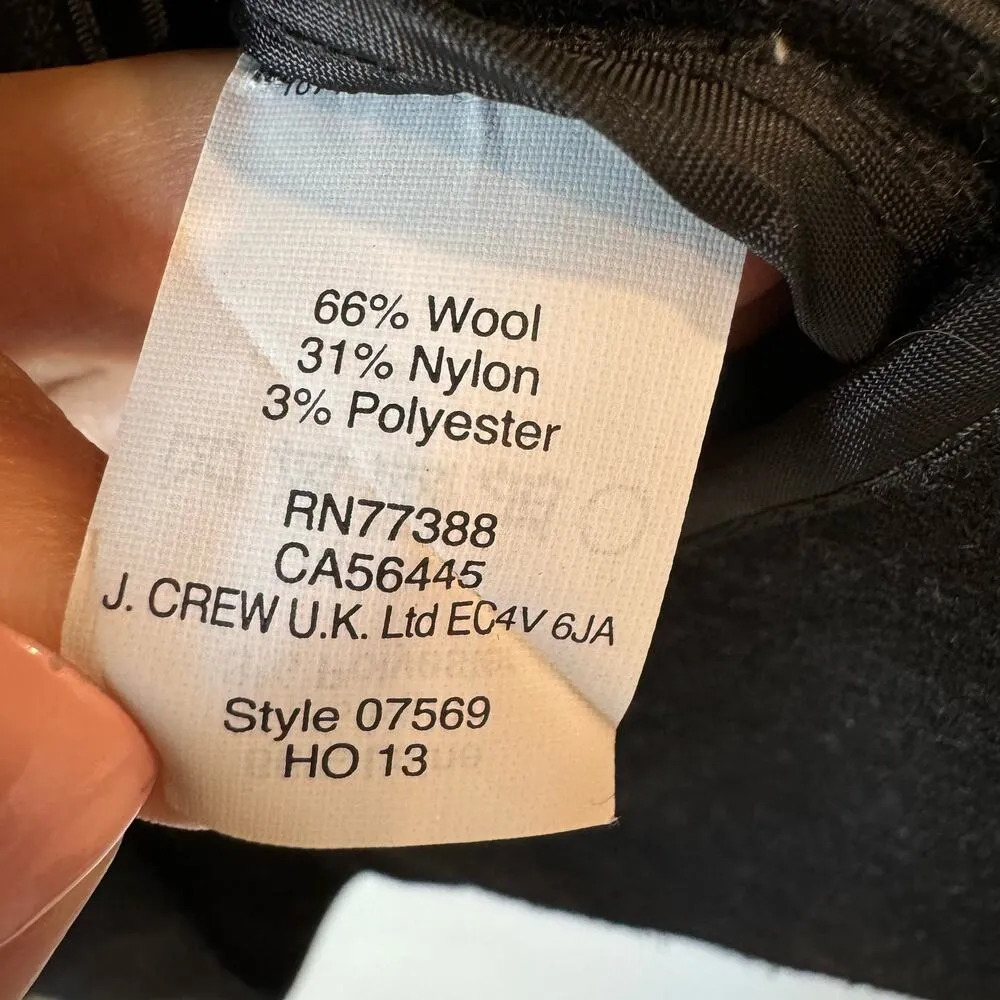 66% Wool
31% Nylon
3% Polyester
RN77388
CA56445
J. CREW U.K. Ltd EC4V 6JA
Style 07569
HO 13